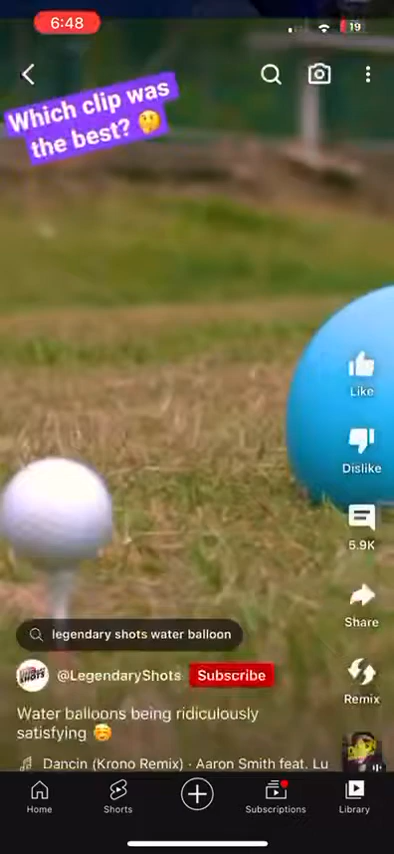 6:48
19
Which clip was
the best? 🤔
Like
Dislike
5.9K
Share
legendary shots water balloon
SHOTS
@LegendaryShots
Subscribe
Remix
Water balloons being ridiculously
satisfying 🥴
Dancin (Krono Remix) · Aaron Smith feat. Lu
Home
Shorts
Subscriptions
Library